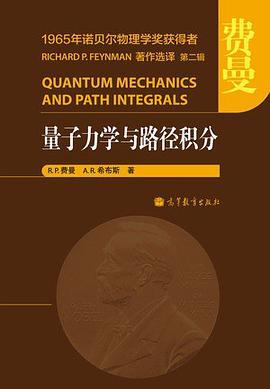 费曼
1965年诺贝尔物理学奖获得者
RICHARD P. FEYNMAN 著作选译 第二辑
QUANTUM MECHANICS
AND PATH INTEGRALS
量子力学与路径积分
R.P.费曼 A.R.希布斯 著
高等教育出版社